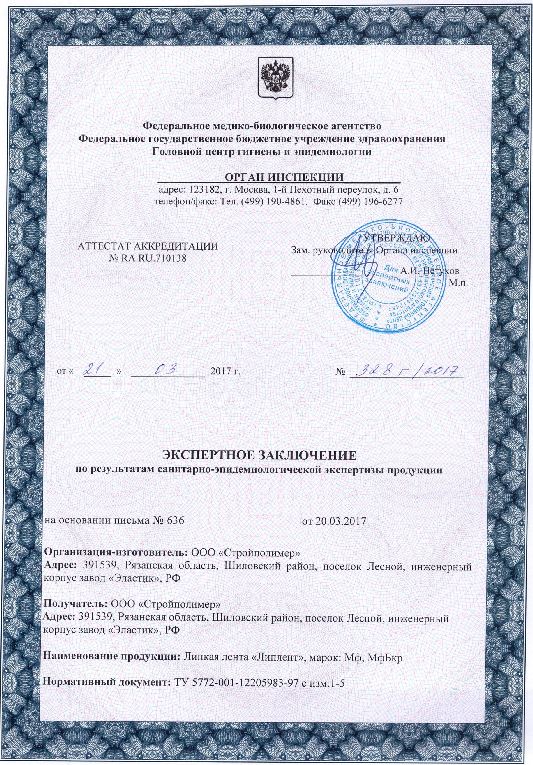 Федеральное медико-биологическое агентство
Федеральное государственное бюджетное учреждение здравоохранения
Головной центр гигиены и эпидемиологии
ОРГАН ИНСПЕКЦИИ
адрес: 123182, г. Москва, 1-й Пехотный переулок, д. 6
телефон/факс: Тел. (499) 190-4861, Факс (499) 196-6277
АТТЕСТАТ АККРЕДИТАЦИИ
№ RA RU.710138
УТВЕРЖДАЮ
Зам. руководителя Органа инспекции
А.И. Петухов
М.п.
Для экспертных заключений
от « 21 » 03 2017 г.
№ 328 г/2017
ЭКСПЕРТНОЕ ЗАКЛЮЧЕНИЕ
по результатам санитарно-эпидемиологической экспертизы продукции
на основании письма № 636 от 20.03.2017
Организация-изготовитель: ООО «Стройполимер»
Адрес: 391539, Рязанская область, Шиловский район, поселок Лесной, инженерный
корпус завод «Эластик», РФ
Получатель: ООО «Стройполимер»
Адрес: 391539, Рязанская область, Шиловский район, поселок Лесной, инженерный
корпус завод «Эластик», РФ
Наименование продукции: Липкая лента «Липлент», марок: Мф, МфБкр
Нормативный документ: ТУ 5772-001-12205983-97 с изм.1-5